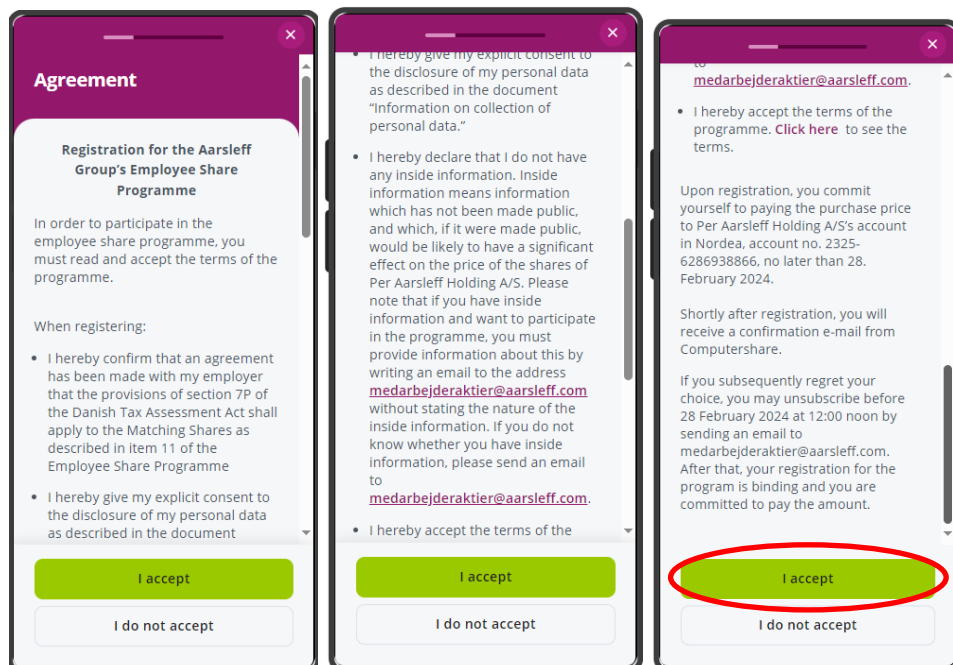 Agreement
Registration for the Aarsleff
Group's Employee Share
Programme
In order to participate in the
employee share programme, you
must read and accept the terms of the
programme.
When registering:
• I hereby confirm that an agreement
has been made with my employer
that the provisions of section 7P of
the Danish Tax Assessment Act shall
apply to the Matching Shares as
described in item 11 of the
Employee Share Programme
• I hereby give my explicit consent to
the disclosure of my personal data
as described in the document
I accept
I do not accept
• I hereby give my explicit consent to
the disclosure of my personal data
as described in the document
“Information on collection of
personal data.”
• I hereby declare that I do not have
any inside information. Inside
information means information
which has not been made public,
and which, if it were made public,
would be likely to have a significant
effect on the price of the shares of
Per Aarsleff Holding A/S. Please
note that if you have inside
information and want to participate
in the programme, you must
provide information about this by
writing an email to the address
medarbejderaktier@aarsleff.com
without stating the nature of the
inside information. If you do not
know whether you have inside
information, please send an email
to
medarbejderaktier@aarsleff.com.
• I hereby accept the terms of the
I accept
I do not accept
to
medarbejderaktier@aarsleff.com.
• I hereby accept the terms of the
programme. Click here to see the
terms.
Upon registration, you commit
yourself to paying the purchase price
to Per Aarsleff Holding A/S's account
in Nordea, account no. 2325-
6286938866, no later than 28.
February 2024.
Shortly after registration, you will
receive a confirmation e-mail from
Computershare.
If you subsequently regret your
choice, you may unsubscribe before
28 February 2024 at 12:00 noon by
sending an email to
medarbejderaktier@aarsleff.com.
After that, your registration for the
program is binding and you are
committed to pay the amount.
I accept
I do not accept